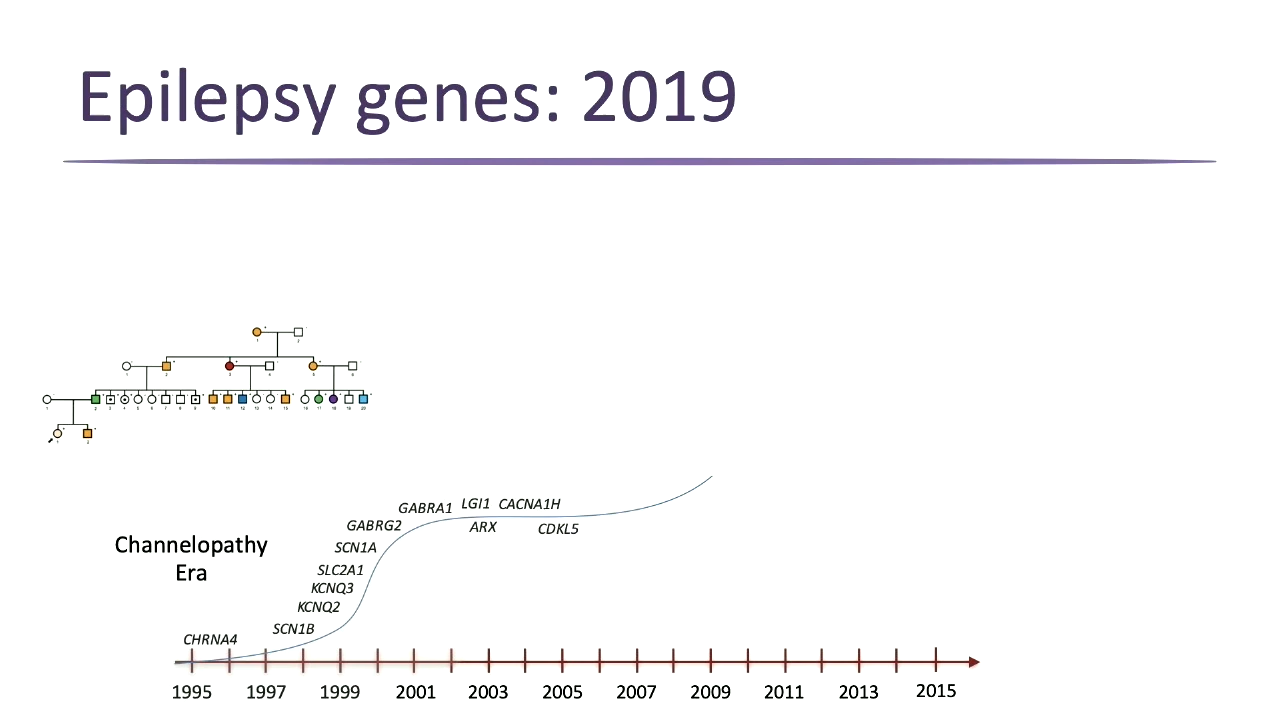 Epilepsy genes: 2019
GABRA1 LGI1 CACNA1H
GABRG2 ARX CDKL5
Channelopathy
Era
SCN1A
SLC2A1
KCNQ3
KCNQ2
SCN1B
CHRNA4
1995 1997 1999 2001 2003 2005 2007 2009 2011 2013 2015